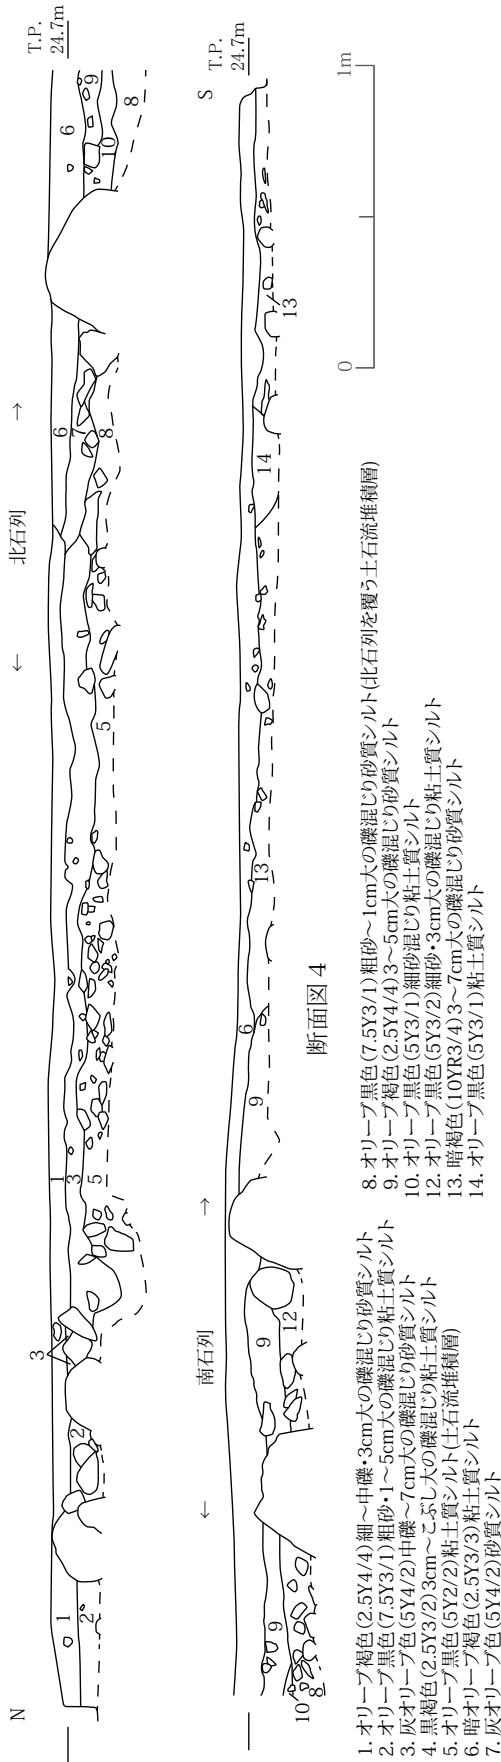 N
北石列
← →
T.P.
24.7m
1
2
2
3
1
3
5
5
6
7
8
6
9
10
8
南石列
← →
S
T.P.
24.7m
10
8
9
9
12
9
6
13
14
13
断面図 4
0
1m
1. オリーブ褐色(2.5Y4/4)細～中礫・3cm大の礫混じり砂質シルト
2. オリーブ黒色(7.5Y3/1)粗砂・1～5cm大の礫混じり粘土質シルト
3. 灰オリーブ色(5Y4/2)中礫～7cm大の礫混じり砂質シルト
4. 黒褐色(2.5Y3/2)3cm～こぶし大の礫混じり粘土質シルト
5. オリーブ黒色(5Y2/2)粘土質シルト(土石流堆積層)
6. 暗オリーブ褐色(2.5Y3/3)粘土質シルト
7. 灰オリーブ色(5Y4/2)砂質シルト
8. オリーブ黒色(7.5Y3/1)粗砂～1cm大の礫混じり砂質シルト(北石列を覆う土石流堆積層)
9. オリーブ褐色(2.5Y4/4)3～5cm大の礫混じり砂質シルト
10. オリーブ黒色(5Y3/1)細砂混じり粘土質シルト
12. オリーブ黒色(5Y3/2)細砂・3cm大の礫混じり粘土質シルト
13. 暗褐色(10YR3/4)3～7cm大の礫混じり砂質シルト
14. オリーブ黒色(5Y3/1)粘土質シルト